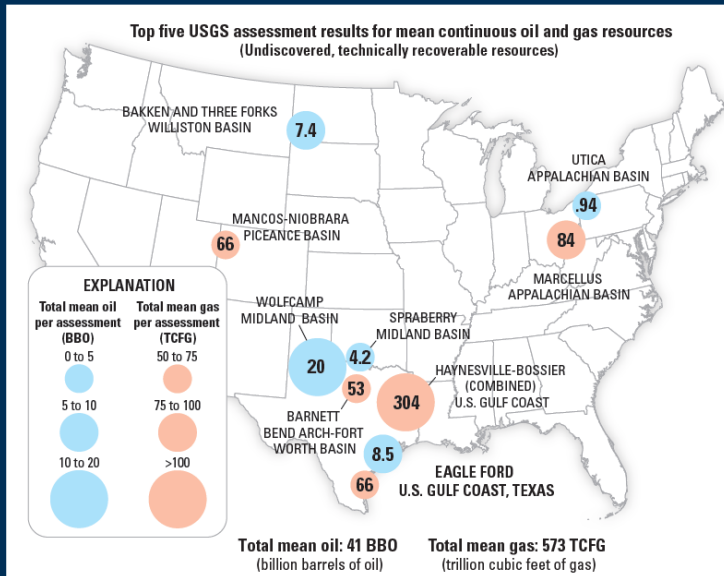 Top five USGS assessment results for mean continuous oil and gas resources
(Undiscovered, technically recoverable resources)
BAKKEN AND THREE FORKS
WILLISTON BASIN
7.4
UTICA
APPALACHIAN BASIN
.94
MANCOS-NIOBRARA
PICEANCE BASIN
66
84
MARCELLUS
APPALACHIAN BASIN
EXPLANATION
Total mean oil
per assessment
(BBO)
0 to 5
5 to 10
10 to 20
Total mean gas
per assessment
(TCFG)
50 to 75
75 to 100
>100
WOLFCAMP
MIDLAND BASIN
20
SPRABERRY
MIDLAND BASIN
4.2
53
BARNETT
BEND ARCH-FORT
WORTH BASIN
304
HAYNESVILLE-BOSSIER
(COMBINED)
U.S. GULF COAST
8.5
66
EAGLE FORD
U.S. GULF COAST, TEXAS
Total mean oil: 41 BBO
(billion barrels of oil)
Total mean gas: 573 TCFG
(trillion cubic feet of gas)